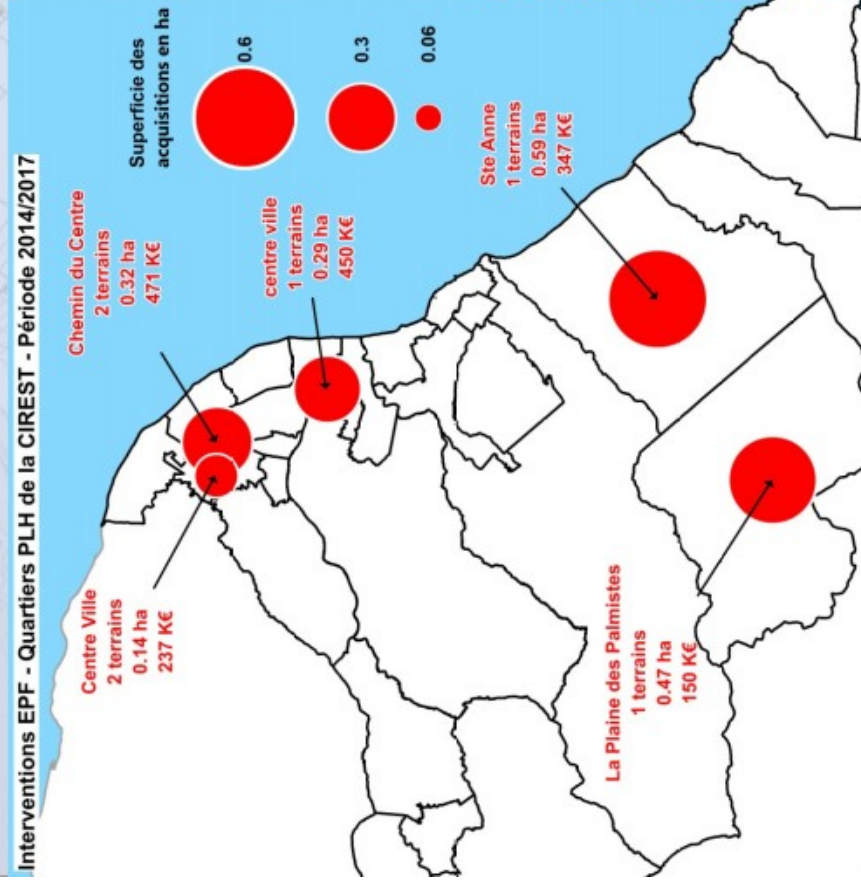 Interventions EPF - Quartiers PLH de la CIREST - Période 2014/2017
Superficie des
acquisitions en ha
0.6
0.3
0.06
Chemin du Centre
2 terrains
0.32 ha
471 K€
centre ville
1 terrains
0.29 ha
450 K€
Ste Anne
1 terrains
0.59 ha
347 K€
Centre Ville
2 terrains
0.14 ha
237 K€
La Plaine des Palmistes
1 terrains
0.47 ha
150 K€